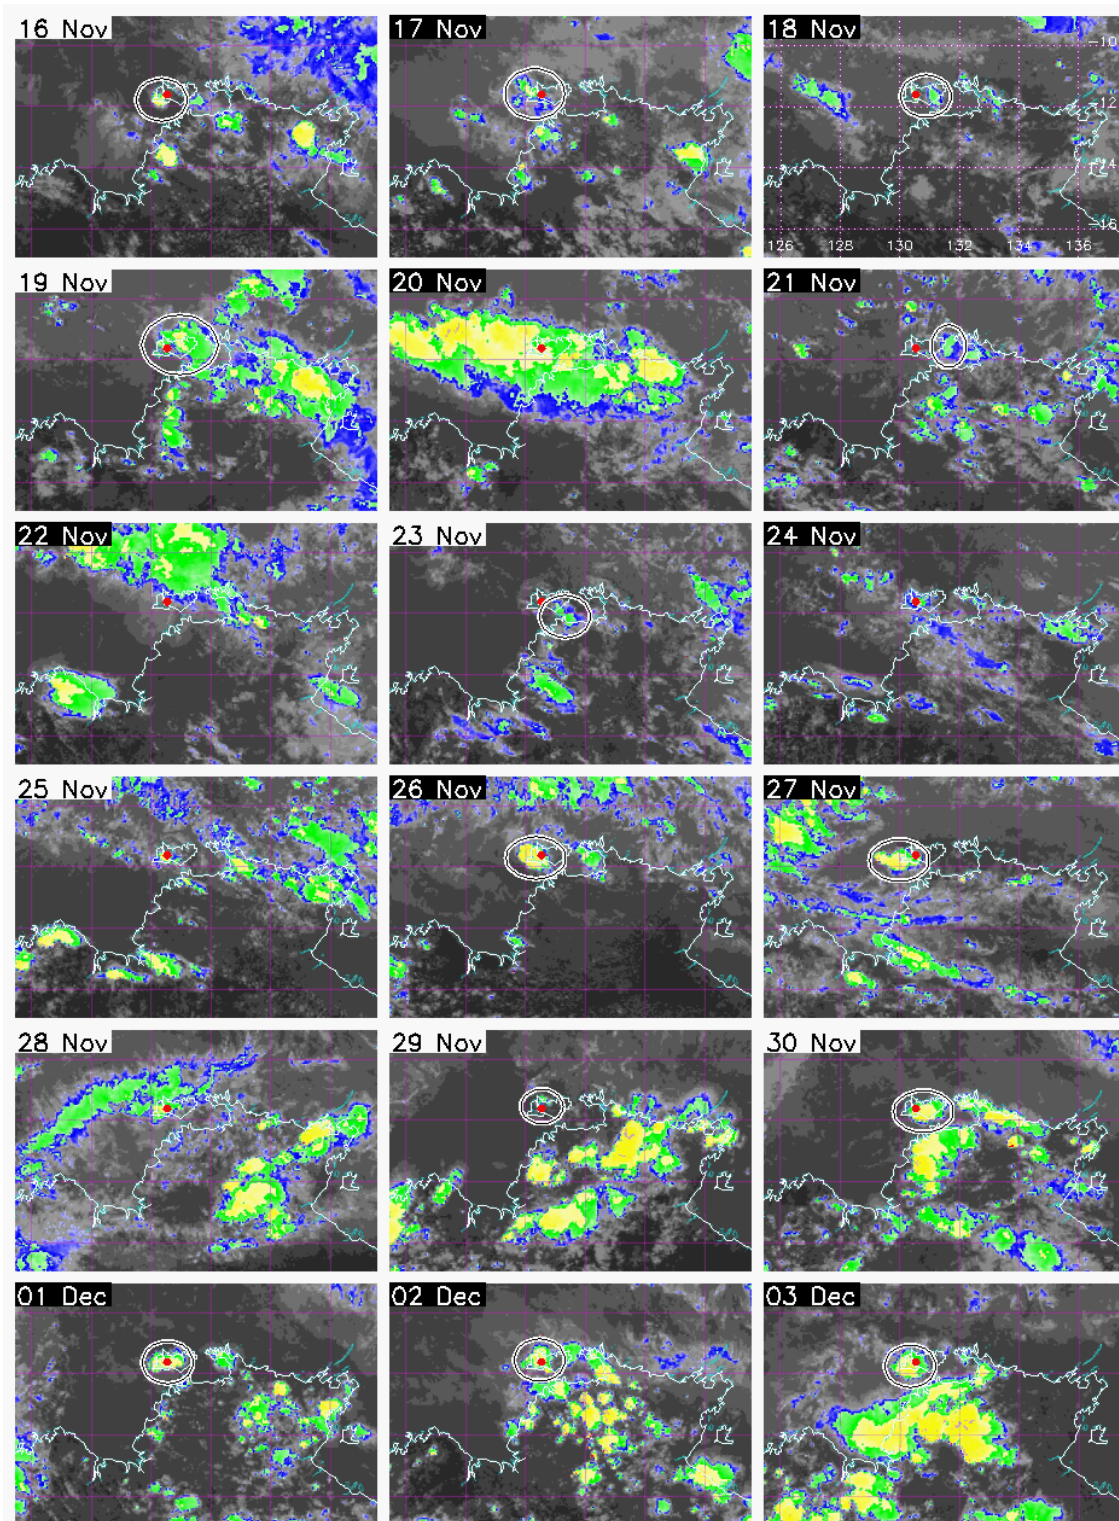 16 Nov
17 Nov
18 Nov
-10
-12
-16
126 128 130 132 134 136
19 Nov
20 Nov
21 Nov
22 Nov
23 Nov
24 Nov
25 Nov
26 Nov
27 Nov
28 Nov
29 Nov
30 Nov
01 Dec
02 Dec
03 Dec